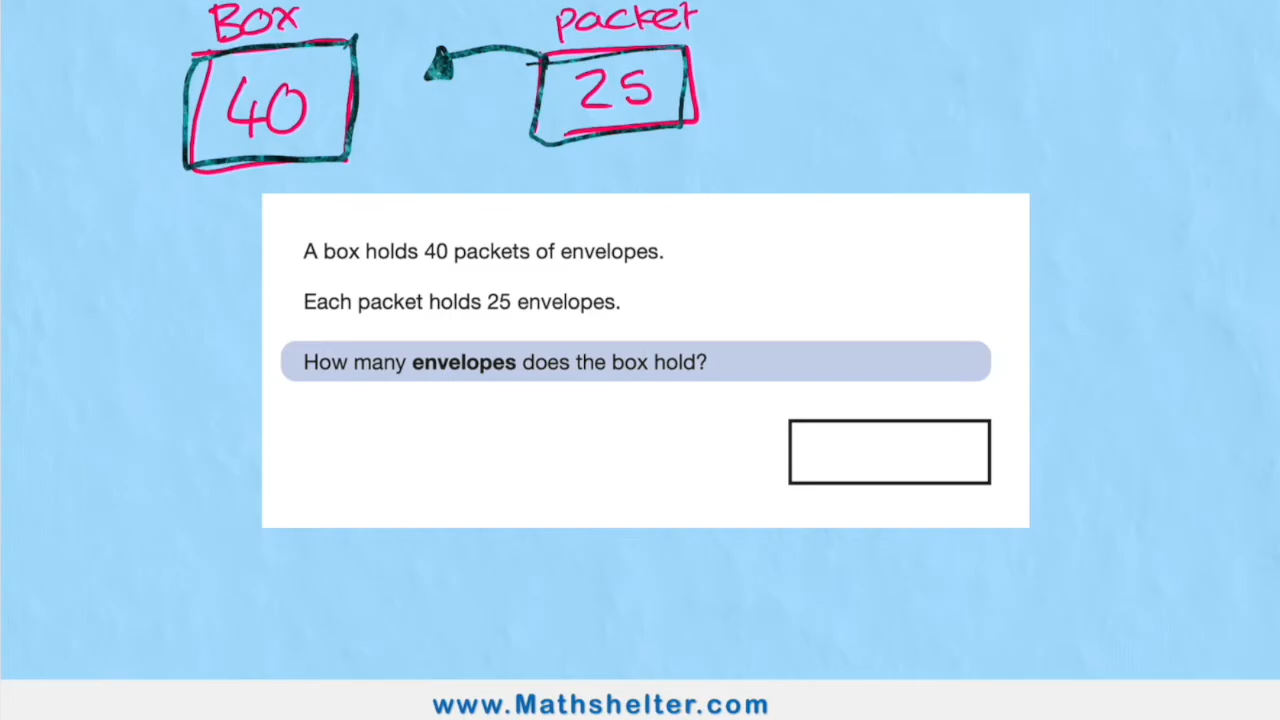 Box packet
40 25
A box holds 40 packets of envelopes.
Each packet holds 25 envelopes.
How many envelopes does the box hold?
www.Mathshelter.com